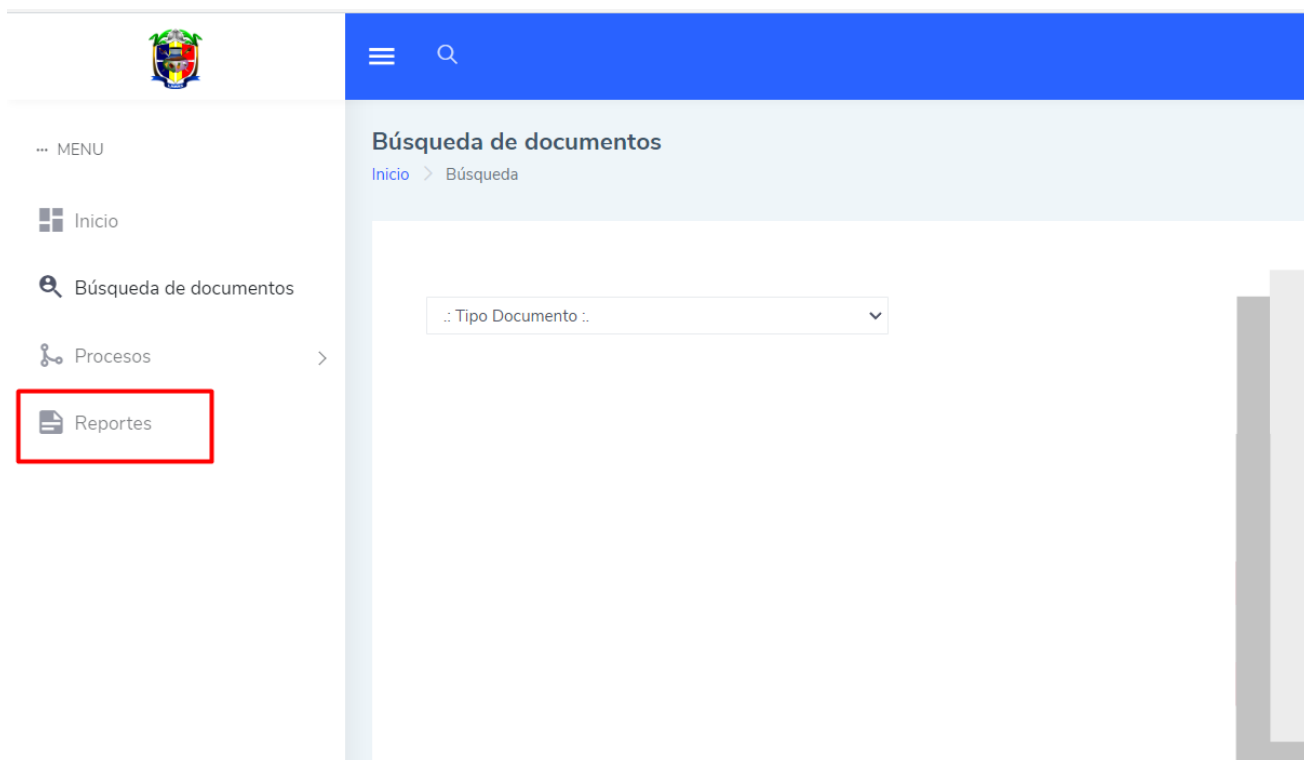 ... MENU
Inicio
Búsqueda de documentos
Procesos
Reportes
Búsqueda de documentos
Inicio > Búsqueda
.: Tipo Documento :.